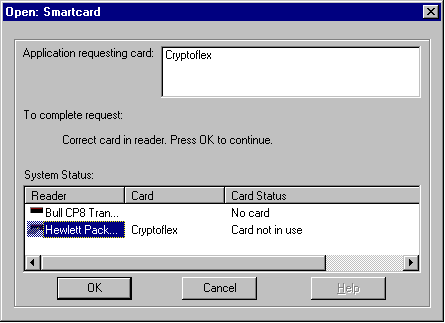 Open: Smartcard
Application requesting card: Cryptoflex
To complete request:
Correct card in reader. Press OK to continue.
System Status:
Reader Card Card Status
Bull CP8 Tran... No card
Hewlett Pack... Cryptoflex Card not in use
OK Cancel Help